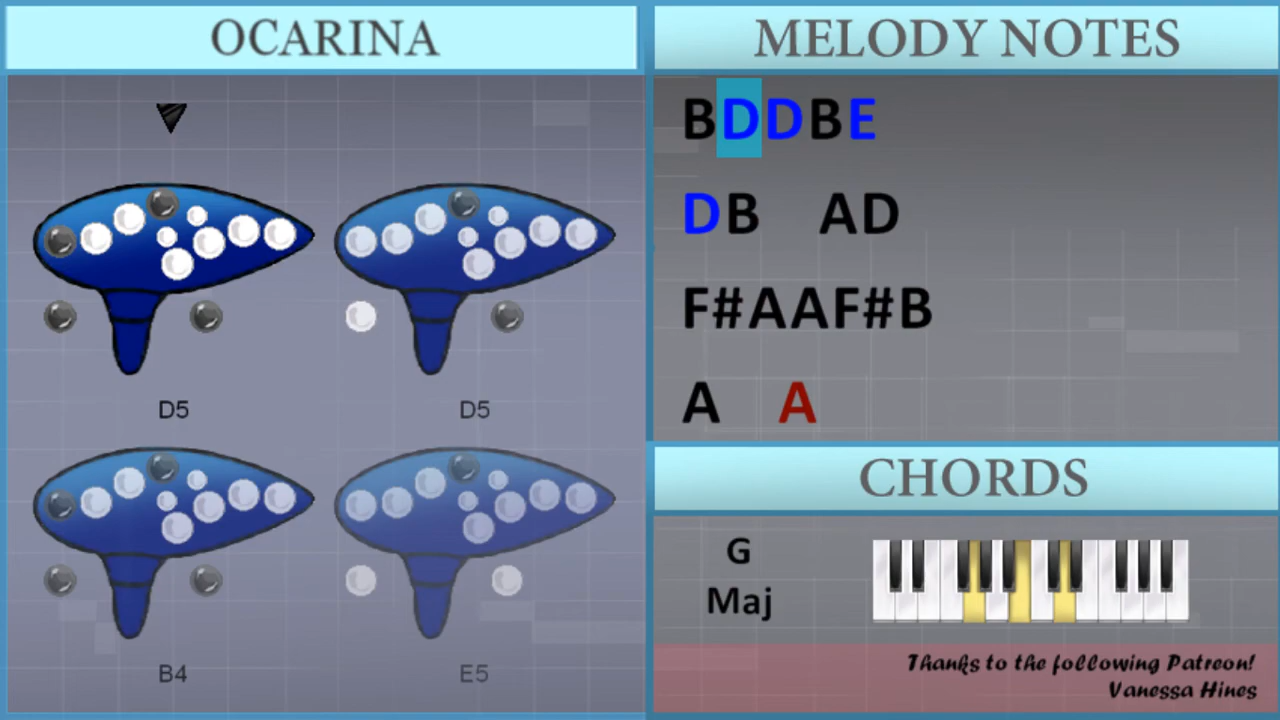 OCARINA
D5
D5
B4
E5
MELODY NOTES
BDDBE
DB AD
F#AAF#B
A A
CHORDS
G
Maj
Thanks to the following Patreon!
Vanessa Hines